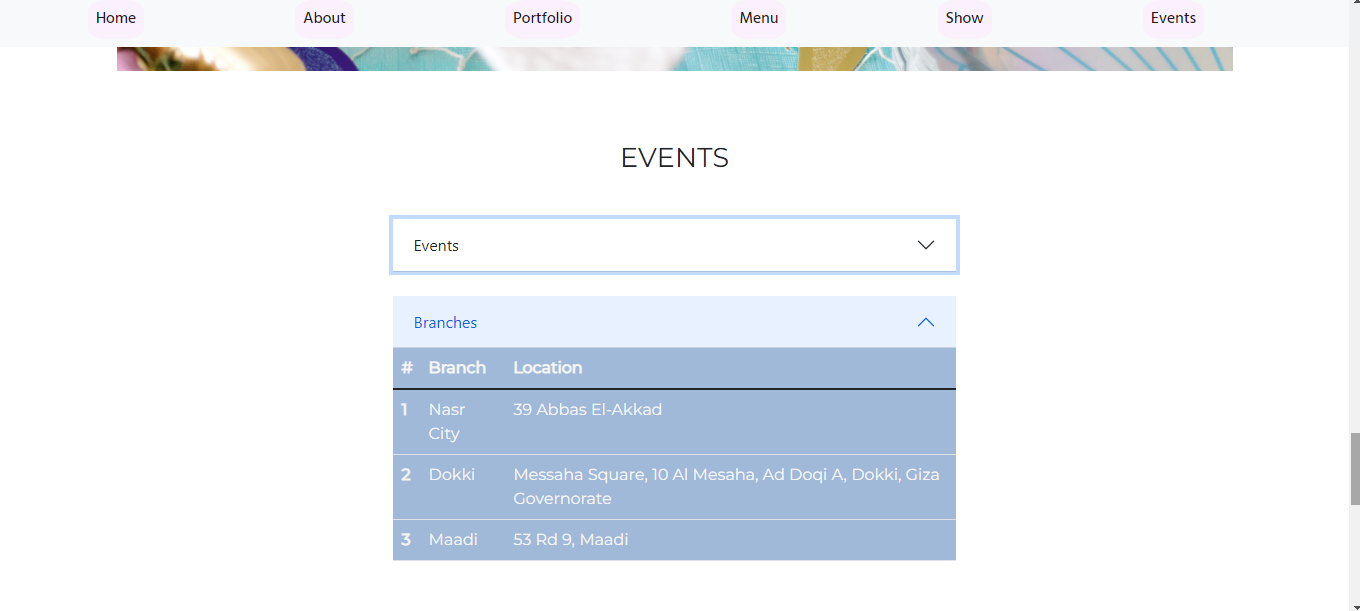 Home About Portfolio Menu Show Events
EVENTS
Events
Branches
# Branch Location
1 Nasr City 39 Abbas El-Akkad
2 Dokki Messaha Square, 10 Al Mesaha, Ad Doqi A, Dokki, Giza
Governorate
3 Maadi 53 Rd 9, Maadi